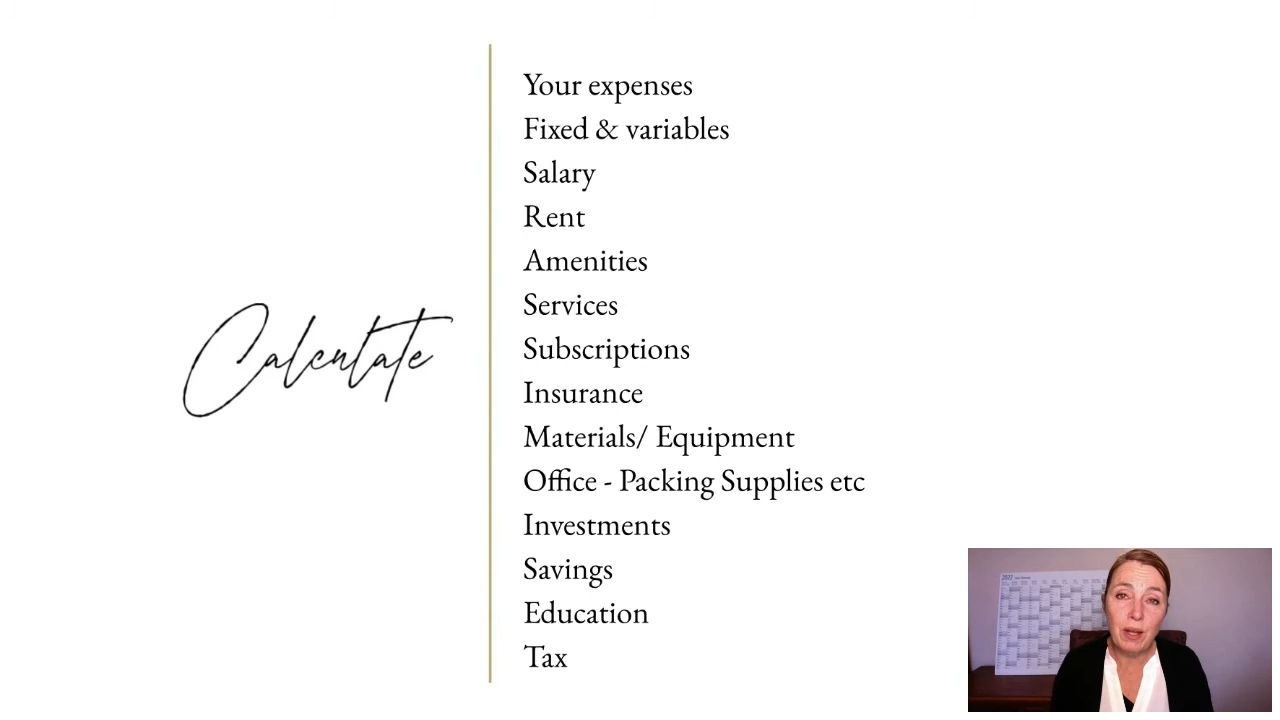 Calculate
Your expenses
Fixed & variables
Salary
Rent
Amenities
Services
Subscriptions
Insurance
Materials/ Equipment
Office - Packing Supplies etc
Investments
Savings
Education
Tax
2022